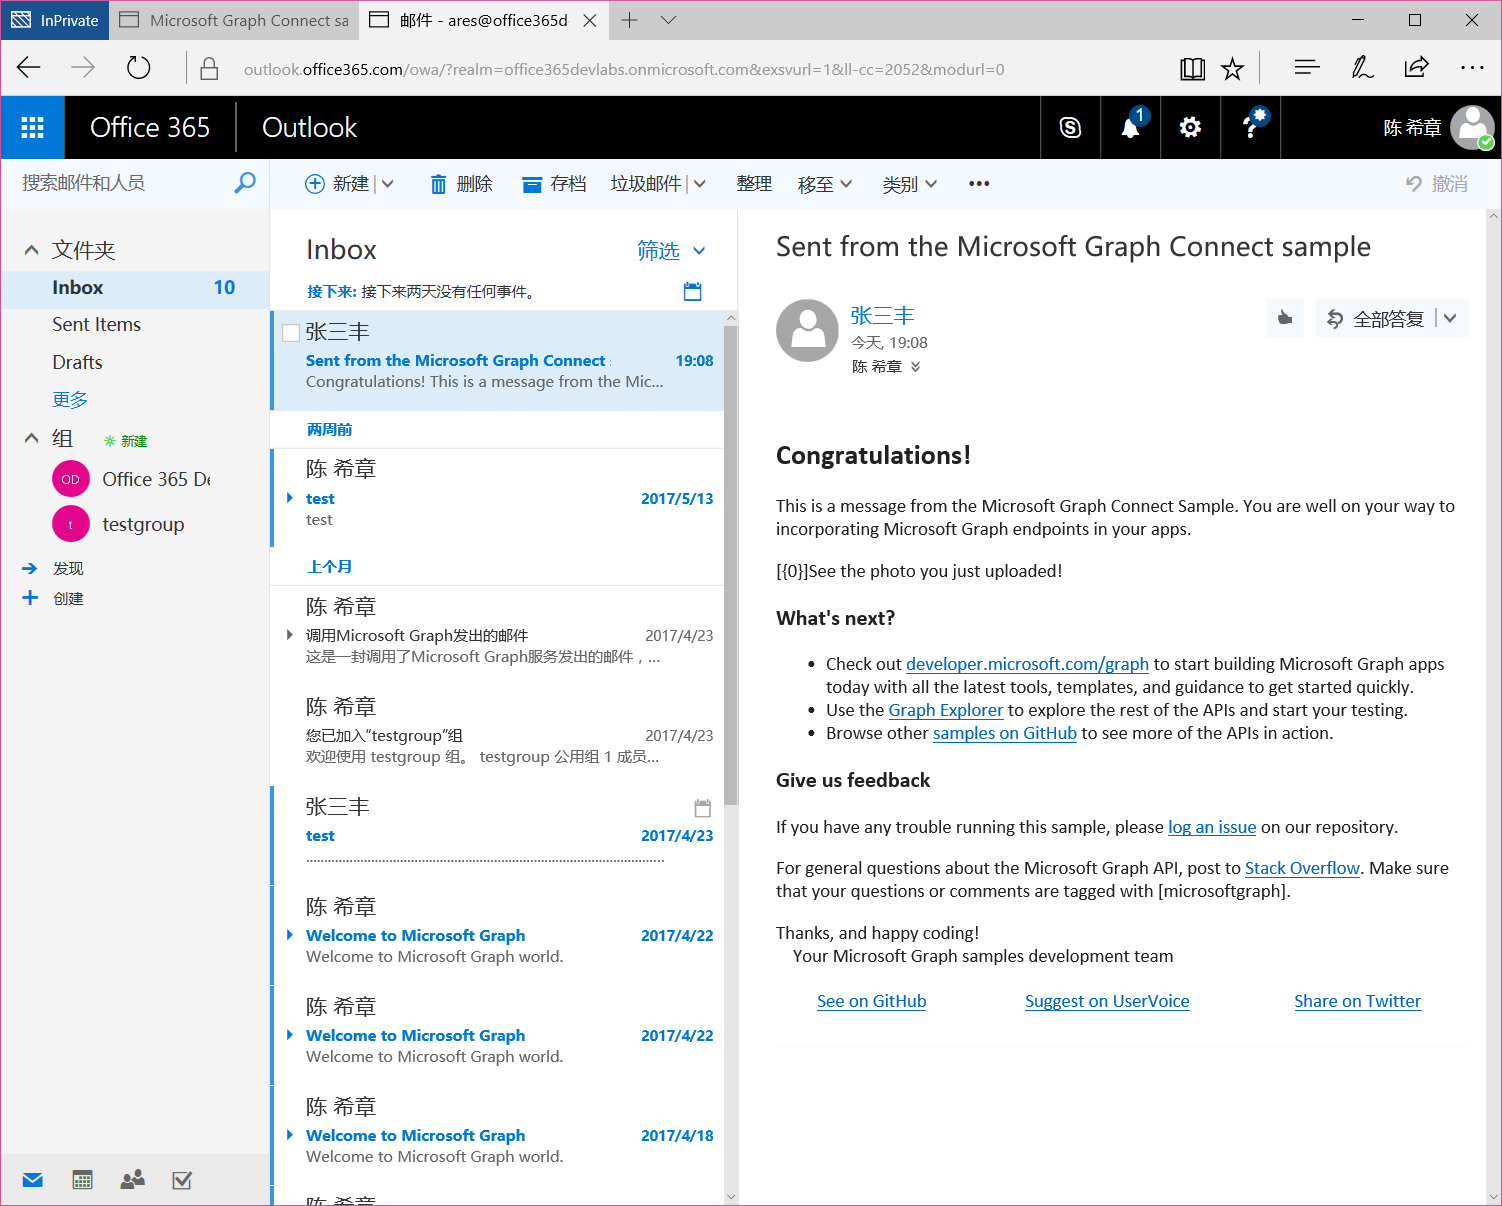 InPrivate
Microsoft Graph Connect sa
邮件 - ares@office365d
outlook.office365.com/owa/?realm=office365devlabs.onmicrosoft.com&exsvurl=1&ll-cc=2052&modurl=0
Office 365
Outlook
1
?
陈 希章
搜索邮件和人员
新建
删除
存档
垃圾邮件
整理
移至
类别
撤消
文件夹
Inbox 10
Sent Items
Drafts
更多
组
新建
OD
Office 365 De
t
testgroup
发现
创建
Inbox
筛选
接下来: 接下来两天没有任何事件。
张三丰
Sent from the Microsoft Graph Connect 19:08
Congratulations! This is a message from the Mic...
两周前
陈 希章
test 2017/5/13
test
上个月
陈 希章
调用Microsoft Graph发出的邮件 2017/4/23
这是一封调用了Microsoft Graph服务发出的邮件，...
陈 希章
您已加入“testgroup”组 2017/4/23
欢迎使用 testgroup 组。 testgroup 公用组 1 成员...
张三丰
test 2017/4/23
陈 希章
Welcome to Microsoft Graph 2017/4/22
Welcome to Microsoft Graph world.
陈 希章
Welcome to Microsoft Graph 2017/4/22
Welcome to Microsoft Graph world.
陈 希章
Welcome to Microsoft Graph 2017/4/18
Welcome to Microsoft Graph world.
Sent from the Microsoft Graph Connect sample
张三丰
今天, 19:08
陈 希章
全部答复
Congratulations!
This is a message from the Microsoft Graph Connect Sample. You are well on your way to
incorporating Microsoft Graph endpoints in your apps.
[{0}]See the photo you just uploaded!
What's next?
• Check out developer.microsoft.com/graph to start building Microsoft Graph apps
today with all the latest tools, templates, and guidance to get started quickly.
• Use the Graph Explorer to explore the rest of the APIs and start your testing.
• Browse other samples on GitHub to see more of the APIs in action.
Give us feedback
If you have any trouble running this sample, please log an issue on our repository.
For general questions about the Microsoft Graph API, post to Stack Overflow. Make sure
that your questions or comments are tagged with [microsoftgraph].
Thanks, and happy coding!
Your Microsoft Graph samples development team
See on GitHub
Suggest on UserVoice
Share on Twitter